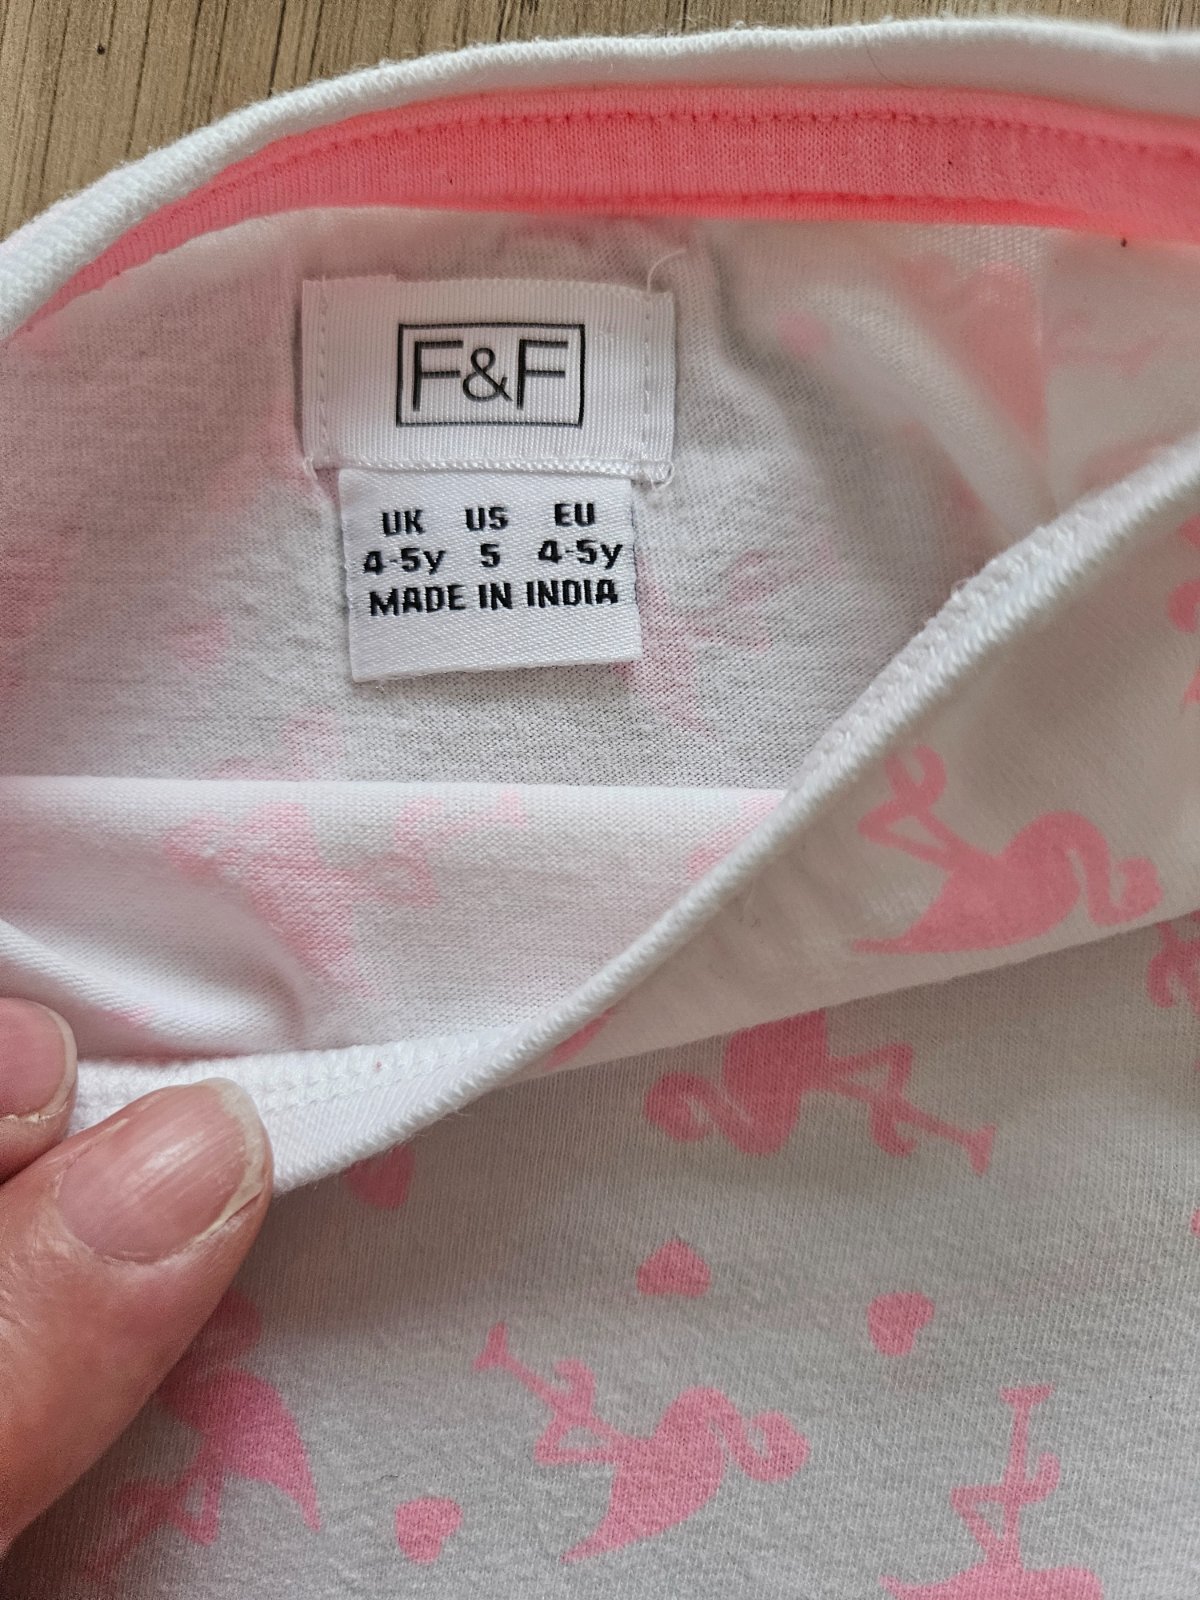 F&F
UK US EU
4-5y 5 4-5y
MADE IN INDIA